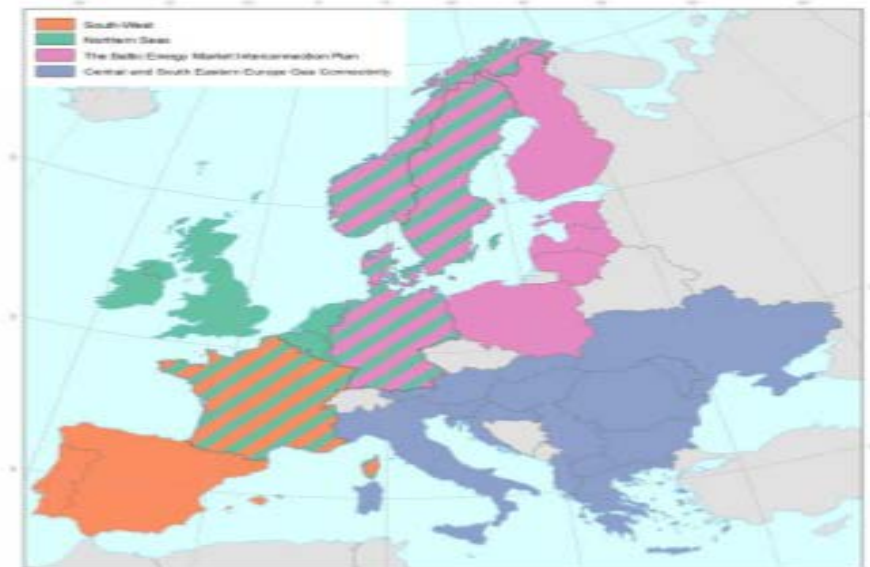 South-West
Northern Seas
The Baltic Energy Market Interconnection Plan
Central and South Eastern Europe Gas Connectivity